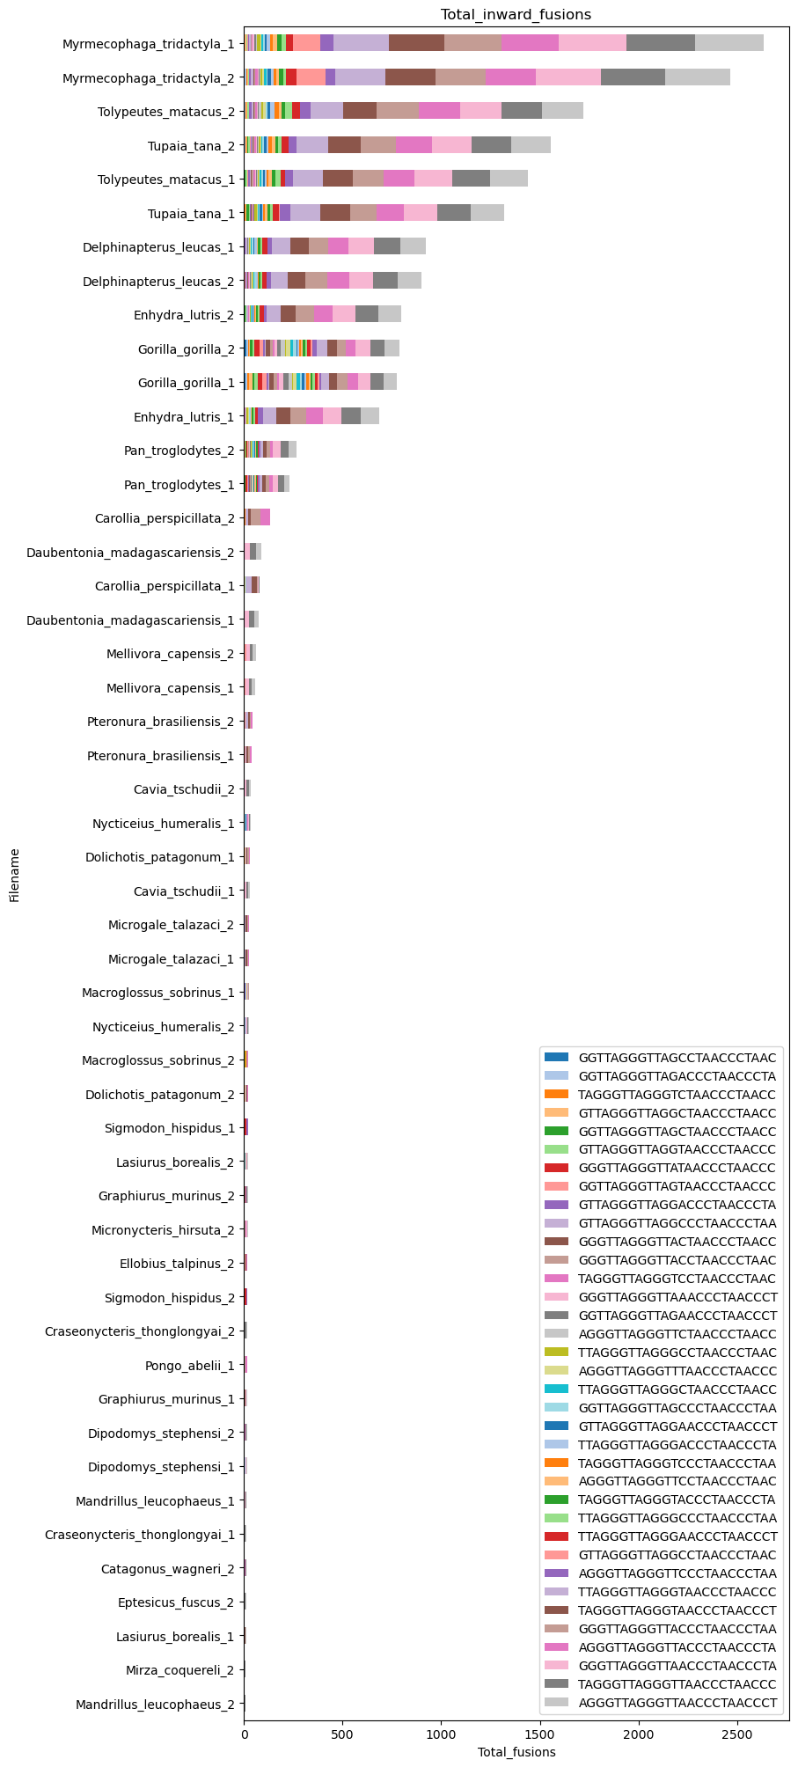 Total_inward_fusions
Filename
Myrmecophaga_tridactyla_1
Myrmecophaga_tridactyla_2
Tolypeutes_matacus_2
Tupaia_tana_2
Tolypeutes_matacus_1
Tupaia_tana_1
Delphinapterus_leucas_1
Delphinapterus_leucas_2
Enhydra_lutris_2
Gorilla_gorilla_2
Gorilla_gorilla_1
Enhydra_lutris_1
Pan_troglodytes_2
Pan_troglodytes_1
Carollia_perspicillata_2
Daubentonia_madagascariensis_2
Carollia_perspicillata_1
Daubentonia_madagascariensis_1
Mellivora_capensis_2
Mellivora_capensis_1
Pteronura_brasiliensis_2
Pteronura_brasiliensis_1
Cavia_tschudii_2
Nycticeius_humeralis_1
Dolichotis_patagonum_1
Cavia_tschudii_1
Microgale_talazaci_2
Microgale_talazaci_1
Macroglossus_sobrinus_1
Nycticeius_humeralis_2
Macroglossus_sobrinus_2
Dolichotis_patagonum_2
Sigmodon_hispidus_1
Lasiurus_borealis_2
Graphiurus_murinus_2
Micronycteris_hirsuta_2
Ellobius_talpinus_2
Sigmodon_hispidus_2
Craseonycteris_thonglongyai_2
Pongo_abelii_1
Graphiurus_murinus_1
Dipodomys_stephensi_2
Dipodomys_stephensi_1
Mandrillus_leucophaeus_1
Craseonycteris_thonglongyai_1
Catagonus_wagneri_2
Eptesicus_fuscus_2
Lasiurus_borealis_1
Mirza_coquereli_2
Mandrillus_leucophaeus_2
GGTTAGGGTTAGCCTAACCCTAAC
GGTTAGGGTTAGACCCTAACCCTA
TAGGGTTAGGGTCTAACCCTAACC
GTTAGGGTTAGGCTAACCCTAACC
GGTTAGGGTTAGCTAACCCTAACC
GTTAGGGTTAGGTAACCCTAACCC
GGGTTAGGGTTATAACCCTAACCC
GGTTAGGGTTAGTAACCCTAACCC
GTTAGGGTTAGGACCCTAACCCTA
GTTAGGGTTAGGCCCTAACCCTAA
GGGTTAGGGTTACTAACCCTAACC
GGGTTAGGGTTACCTAACCCTAAC
TAGGGTTAGGGTCCTAACCCTAAC
GGGTTAGGGTTAAACCCTAACCCT
GGTTAGGGTTAGAACCCTAACCCT
AGGGTTAGGGTTCTAACCCTAACC
TTAGGGTTAGGGCCTAACCCTAAC
AGGGTTAGGGTTTAACCCTAACCC
TTAGGGTTAGGGCTAACCCTAACC
GGTTAGGGTTAGCCCTAACCCTAA
GTTAGGGTTAGGAACCCTAACCCT
TTAGGGTTAGGGACCCTAACCCTA
TAGGGTTAGGGTCCCTAACCCTAA
AGGGTTAGGGTTCCTAACCCTAAC
TAGGGTTAGGGTACCCTAACCCTA
TTAGGGTTAGGGCCCTAACCCTAA
TTAGGGTTAGGGAACCCTAACCCT
GTTAGGGTTAGGCCTAACCCTAAC
AGGGTTAGGGTTCCCTAACCCTAA
TTAGGGTTAGGGTAACCCTAACCC
TAGGGTTAGGGTAACCCTAACCCT
GGGTTAGGGTTACCCTAACCCTAA
AGGGTTAGGGTTACCCTAACCCTA
GGGTTAGGGTTAACCCTAACCCTA
TAGGGTTAGGGTTAACCCTAACCC
AGGGTTAGGGTTAACCCTAACCCT
0 500 1000 1500 2000 2500
Total_fusions